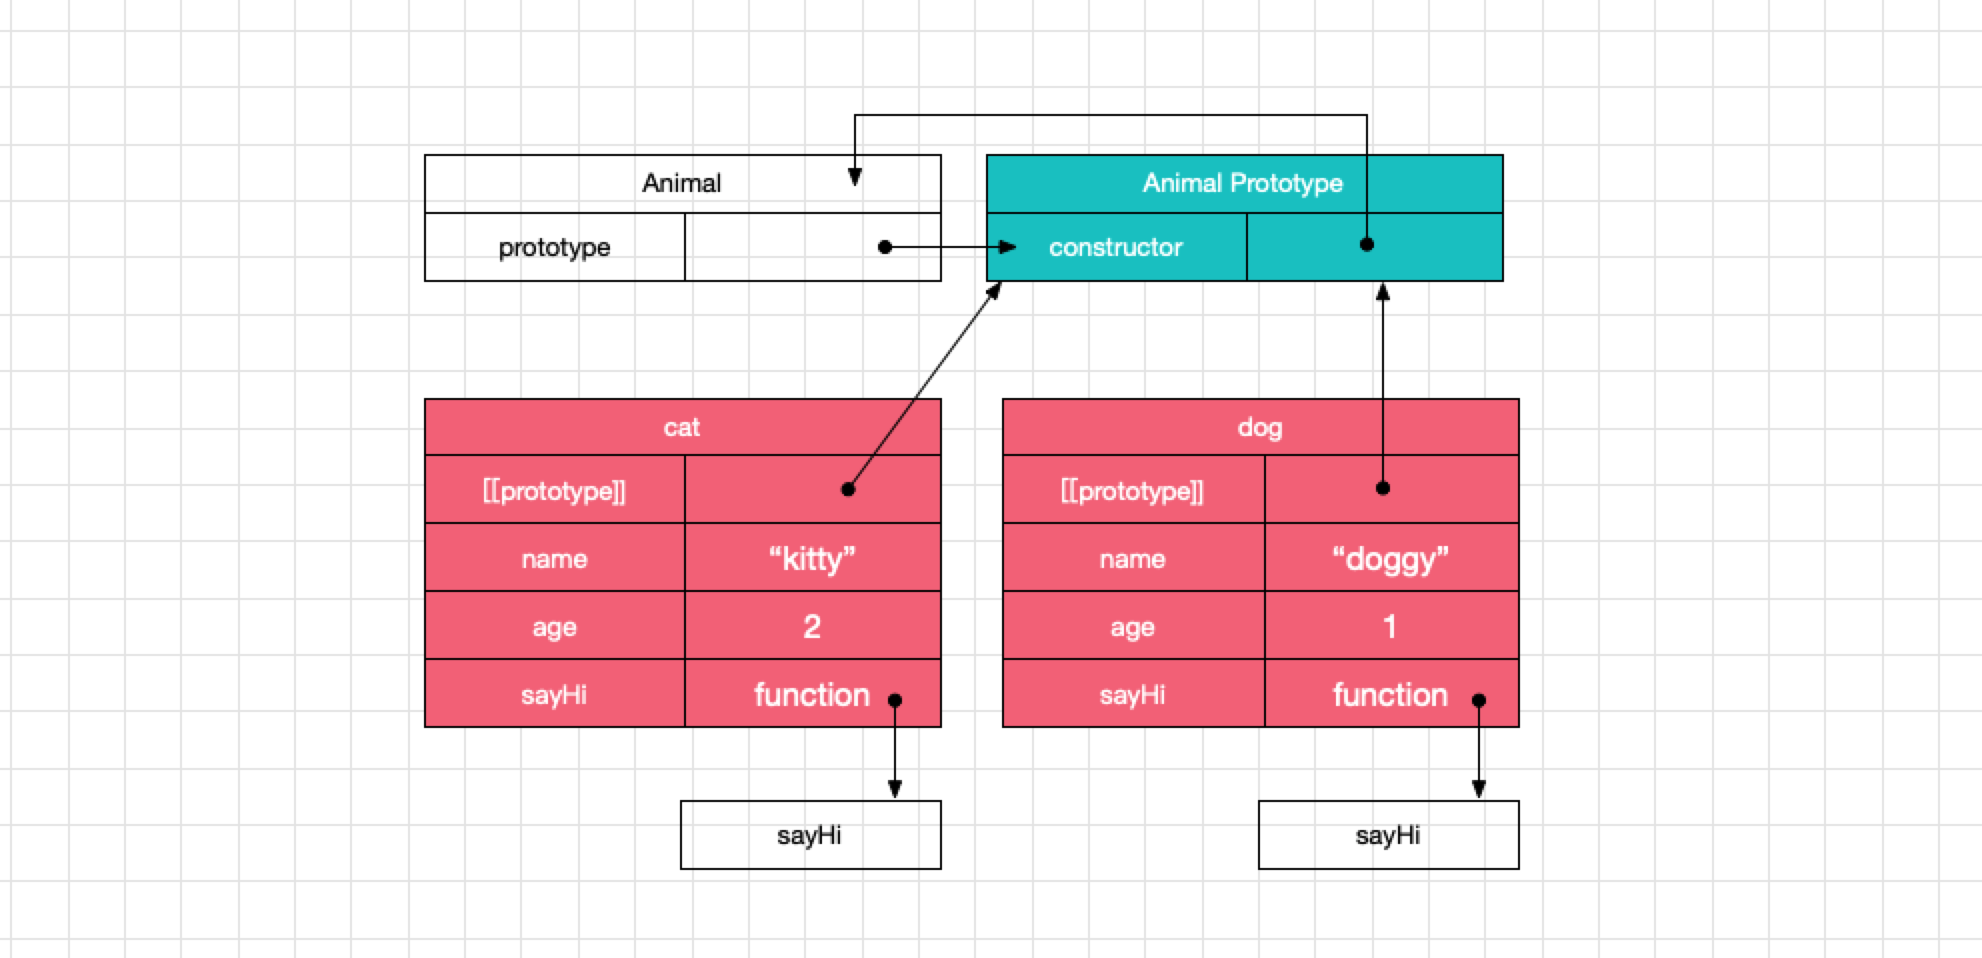 Animal
prototype
Animal Prototype
constructor
cat
[[prototype]]
name “kitty”
age 2
sayHi function
dog
[[prototype]]
name “doggy”
age 1
sayHi function
sayHi
sayHi